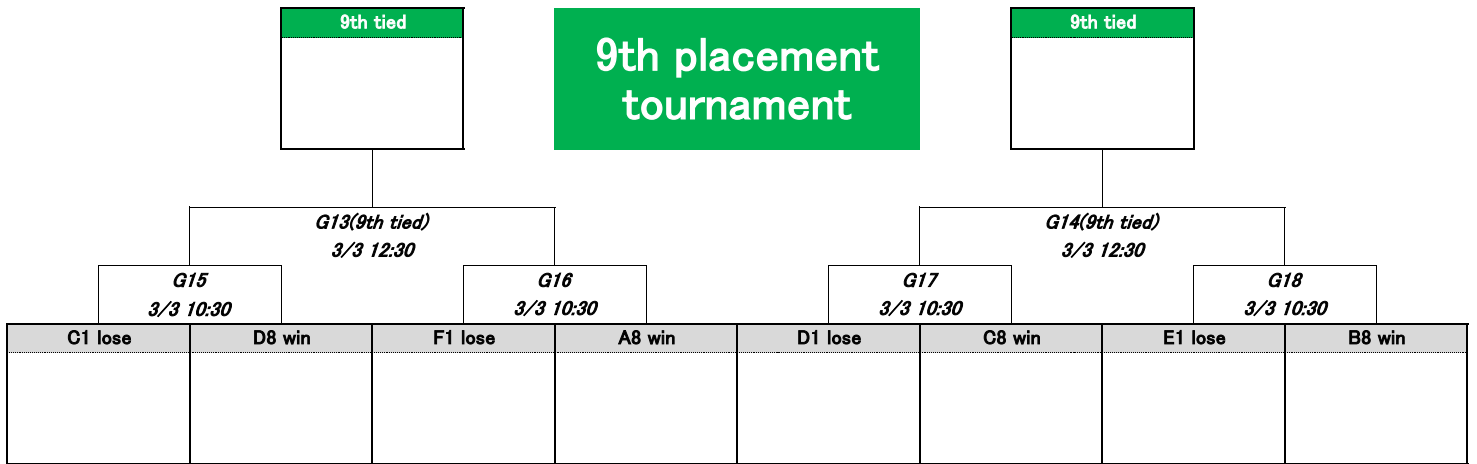 9th tied
9th placement
tournament
9th tied
G13(9th tied)
3/3 12:30
G14(9th tied)
3/3 12:30
G15
3/3 10:30
G16
3/3 10:30
G17
3/3 10:30
G18
3/3 10:30
C1 lose
D8 win
F1 lose
A8 win
D1 lose
C8 win
E1 lose
B8 win